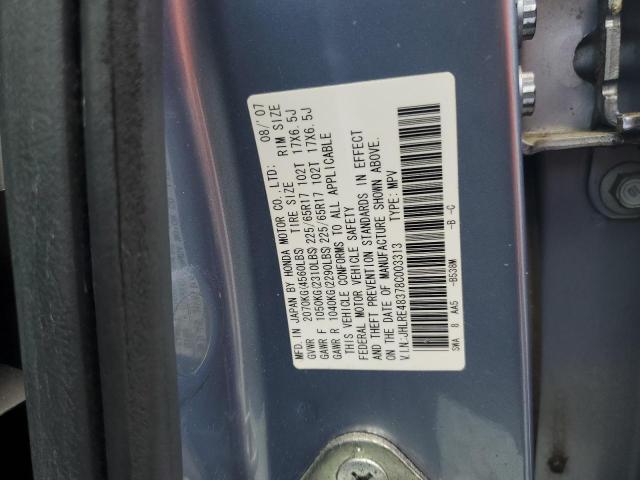 MFD. IN JAPAN BY HONDA MOTOR CO., LTD: 08/'07
TIRE SIZE RIM SIZE
GVWR 2070KG(4560LBS)
GAWR F 1050KG(2310LBS) 225/65R17 102T 17X6.5J
GAWR R 1040KG(2290LBS) 225/65R17 102T 17X6.5J
THIS VEHICLE CONFORMS TO ALL APPLICABLE
FEDERAL MOTOR VEHICLE SAFETY
AND THEFT PREVENTION STANDARDS IN EFFECT
ON THE DATE OF MANUFACTURE SHOWN ABOVE.
V.I.N:JHLRE48378C003313 TYPE: MPV
SWA 8 AA5 -B538M -B -C